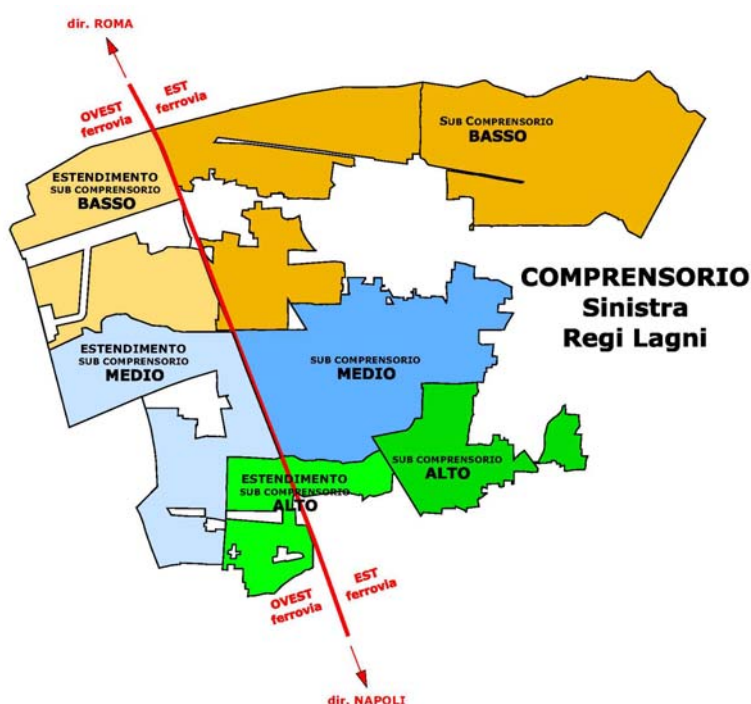 dir. ROMA
OVEST
ferrovia
EST
ferrovia
SUB COMPRENSORIO
BASSO
ESTENDIMENTO
SUB COMPRENSORIO
BASSO
COMPRENSORIO
Sinistra
Regi Lagni
ESTENDIMENTO
SUB COMPRENSORIO
MEDIO
SUB COMPRENSORIO
MEDIO
SUB COMPRENSORIO
ALTO
ESTENDIMENTO
SUB COMPRENSORIO
ALTO
OVEST
ferrovia
EST
ferrovia
dir. NAPOLI